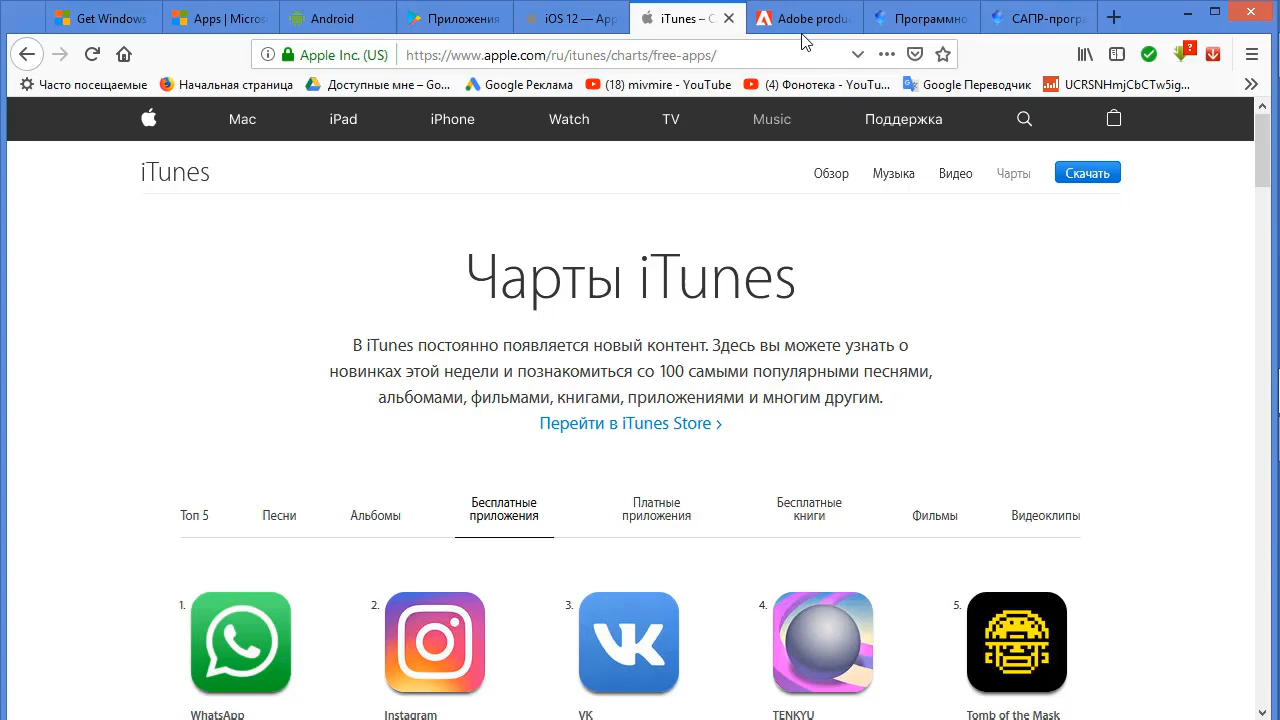 Get Windows
Apps | Micros
Android
Приложения
iOS 12 — App
iTunes – C
Adobe produ
Программно
САПР-програ
Apple Inc. (US)
https://www.apple.com/ru/itunes/charts/free-apps/
?
Часто посещаемые
Начальная страница
Доступные мне – Go...
Google Реклама
(18) mivmire - YouTube
(4) Фонотека - YouTu...
Google Переводчик
UCRSNHmjCbCTw5ig...
Mac
iPad
iPhone
Watch
TV
Music
Поддержка
iTunes
Обзор
Музыка
Видео
Чарты
Скачать
Чарты iTunes
В iTunes постоянно появляется новый контент. Здесь вы можете узнать о
новинках этой недели и познакомиться со 100 самыми популярными песнями,
альбомами, фильмами, книгами, приложениями и многим другим.
Перейти в iTunes Store ›
Топ 5
Песни
Альбомы
Бесплатные
приложения
Платные
приложения
Бесплатные
книги
Фильмы
Видеоклипы
1.
2.
3.
4.
5.
WhatsApp
Instagram
VK
TENKYU
Tomb of the Mask